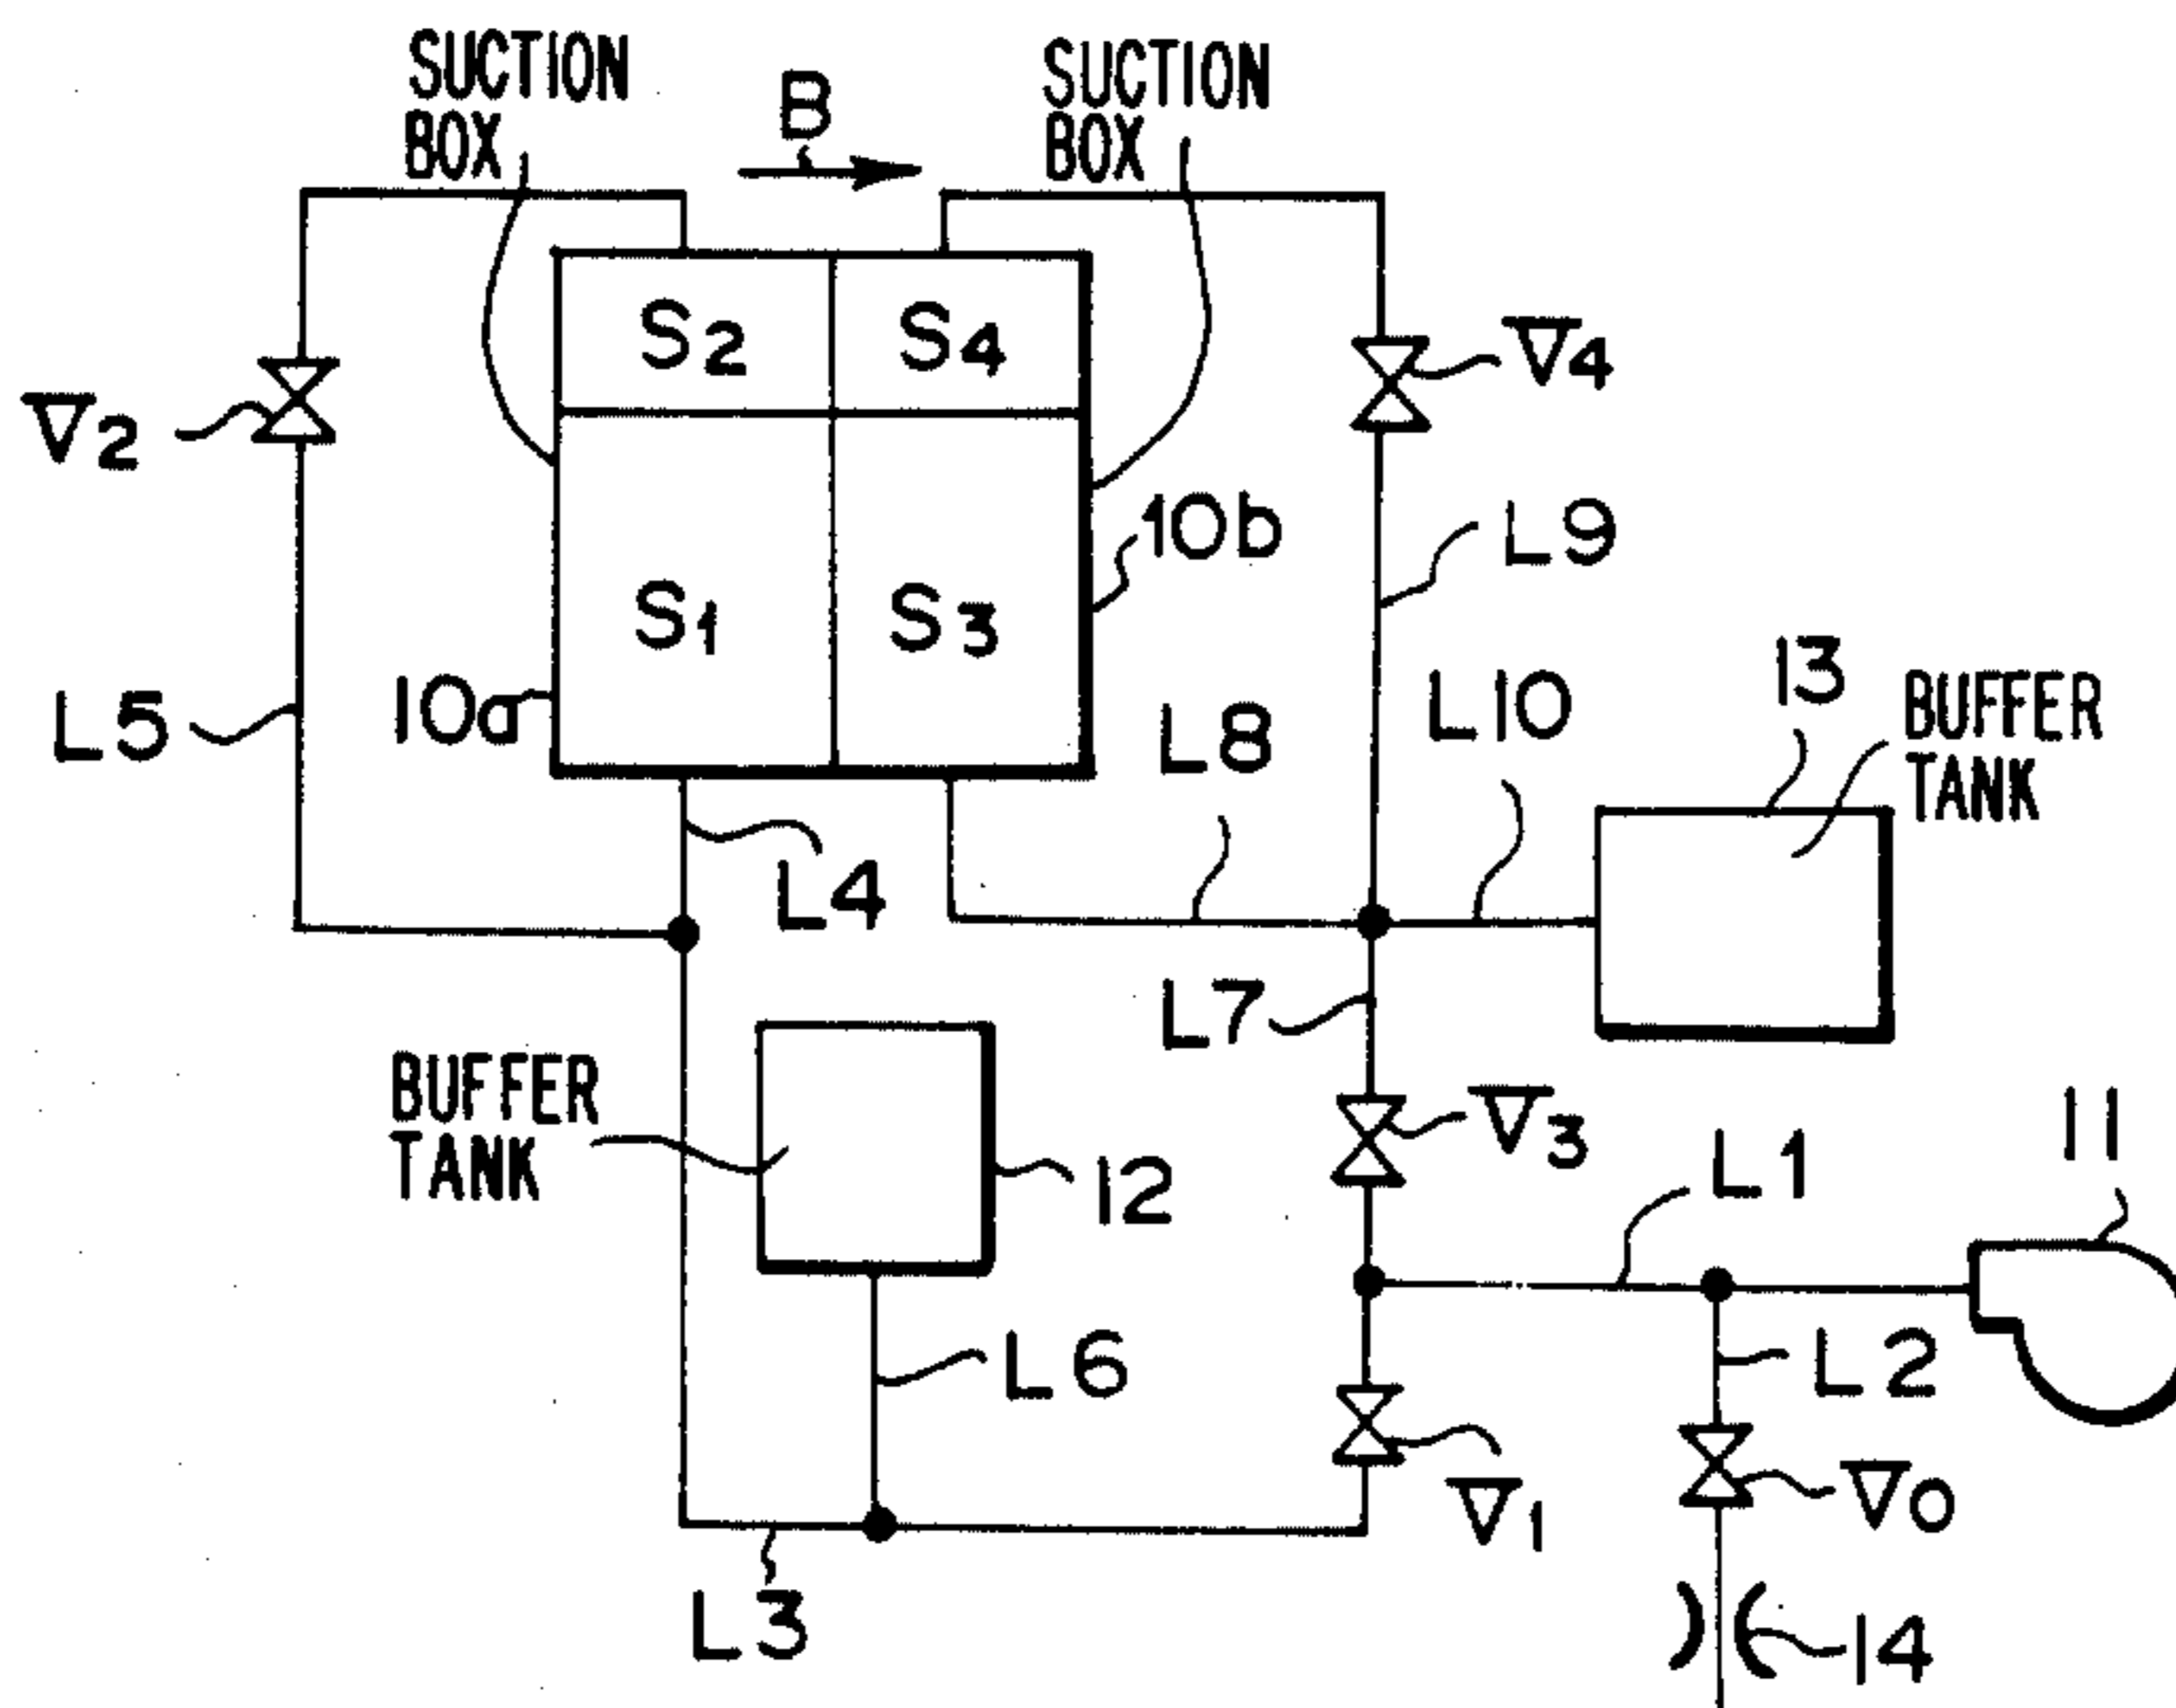 SUCTION
BOX
B
SUCTION
BOX
S2
S4
V4
V2
10b
L9
S1
S3
10a
L5
L8
L10
13
BUFFER
TANK
L4
L7
BUFFER
TANK
12
V3
L1
11
L6
L2
V1
V0
L3
14